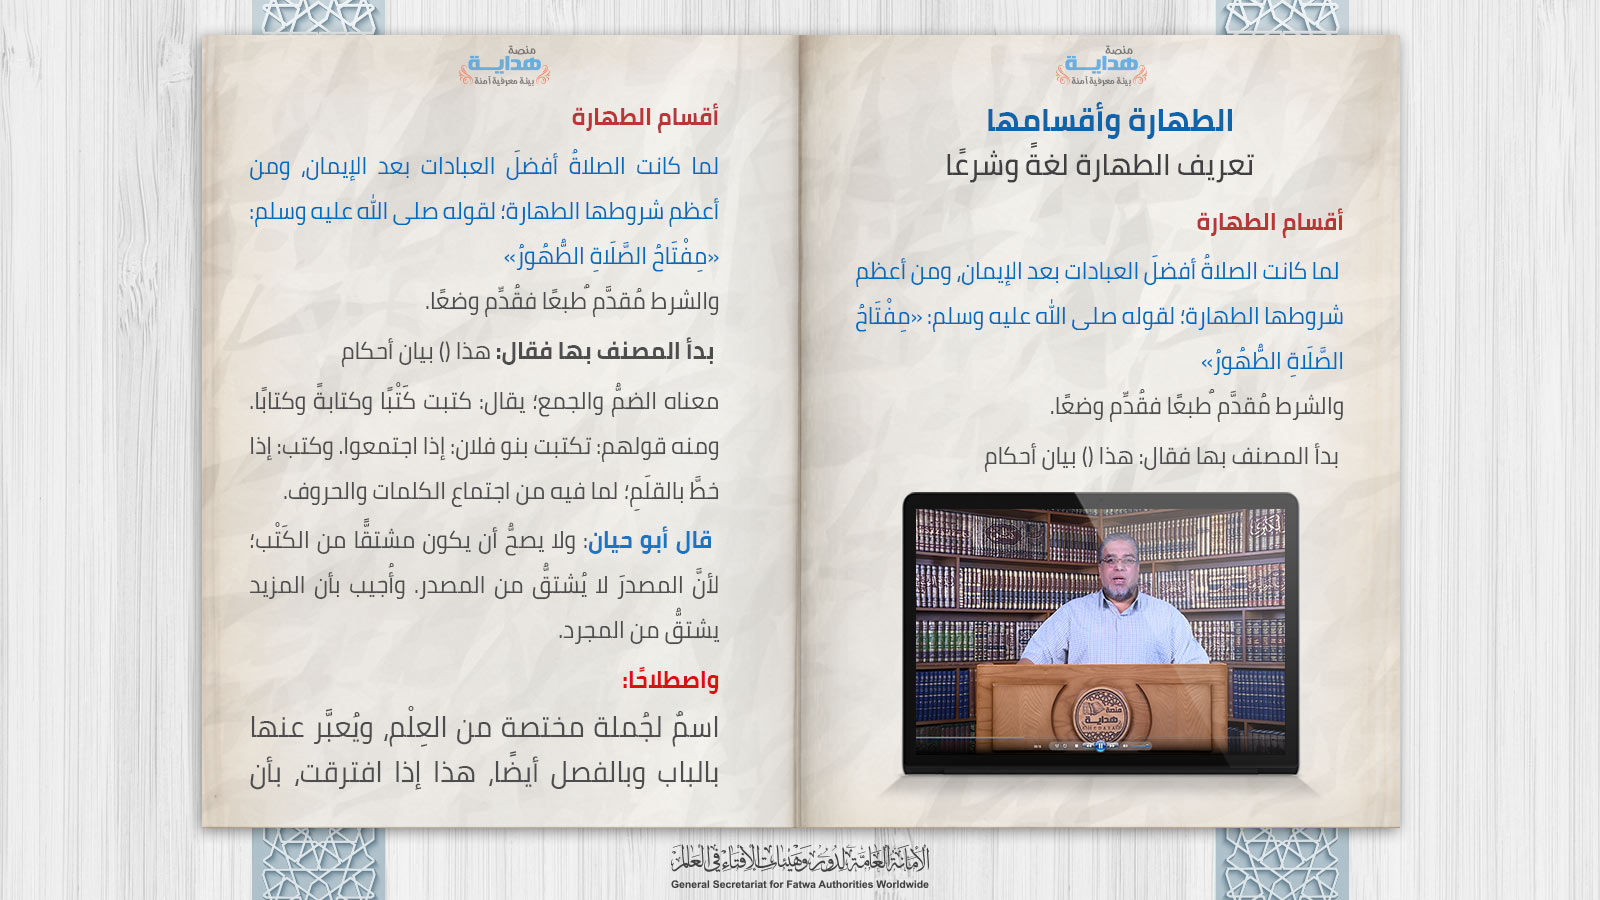 منصة
هدايـــة
بيئة معرفية آمنة
الطهارة وأقسامها
تعريف الطهارة لغةً وشرعًا
أقسام الطهارة
لما كانت الصلاةُ أفضلَ العبادات بعد الإيمان، ومن أعظم
شروطها الطهارة؛ لقوله صلى الله عليه وسلم: «مِفْتَاحُ
الصَّلَاةِ الطُّهُورُ»
والشرط مُقدَّم ُطبعًا فقُدِّم وضعًا.
بدأ المصنف بها فقال: هذا () بيان أحكام
منصة
هدايـة
HEDAYAH
منصة
هدايـــة
بيئة معرفية آمنة
أقسام الطهارة
لما كانت الصلاةُ أفضلَ العبادات بعد الإيمان، ومن
أعظم شروطها الطهارة؛ لقوله صلى الله عليه وسلم:
«مِفْتَاحُ الصَّلَاةِ الطُّهُورُ»
والشرط مُقدَّم ُطبعًا فقُدِّم وضعًا.
بدأ المصنف بها فقال: هذا () بيان أحكام
معناه الضمُّ والجمع؛ يقال: كتبت كَتْبًا وكتابةً وكتابًا.
ومنه قولهم: تكتبت بنو فلان: إذا اجتمعوا. وكتب: إذا
خطَّ بالقلَمِ؛ لما فيه من اجتماع الكلمات والحروف.
قال أبو حيان: ولا يصحُّ أن يكون مشتقًّا من الكَتْب؛
لأنَّ المصدرَ لا يُشتقُّ من المصدر. وأُجيب بأن المزيد
يشتقُّ من المجرد.
واصطلاحًا:
اسمٌ لجُملة مختصة من العِلْم، ويُعبَّر عنها
بالباب وبالفصل أيضًا، هذا إذا افترقت، بأن
الأمانة العامة لدور وهيئات الإفتاء في العالم
General Secretariat for Fatwa Authorities Worldwide